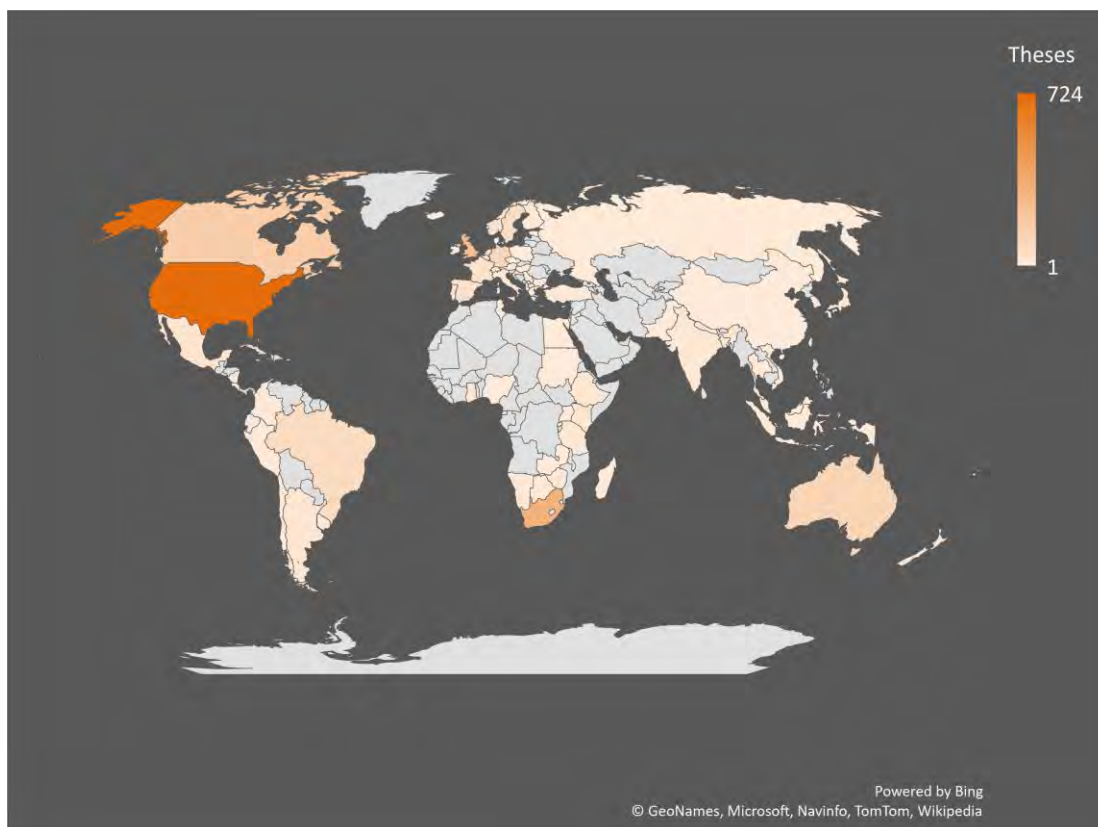 Theses
724
1
Powered by Bing
© GeoNames, Microsoft, Navinfo, TomTom, Wikipedia